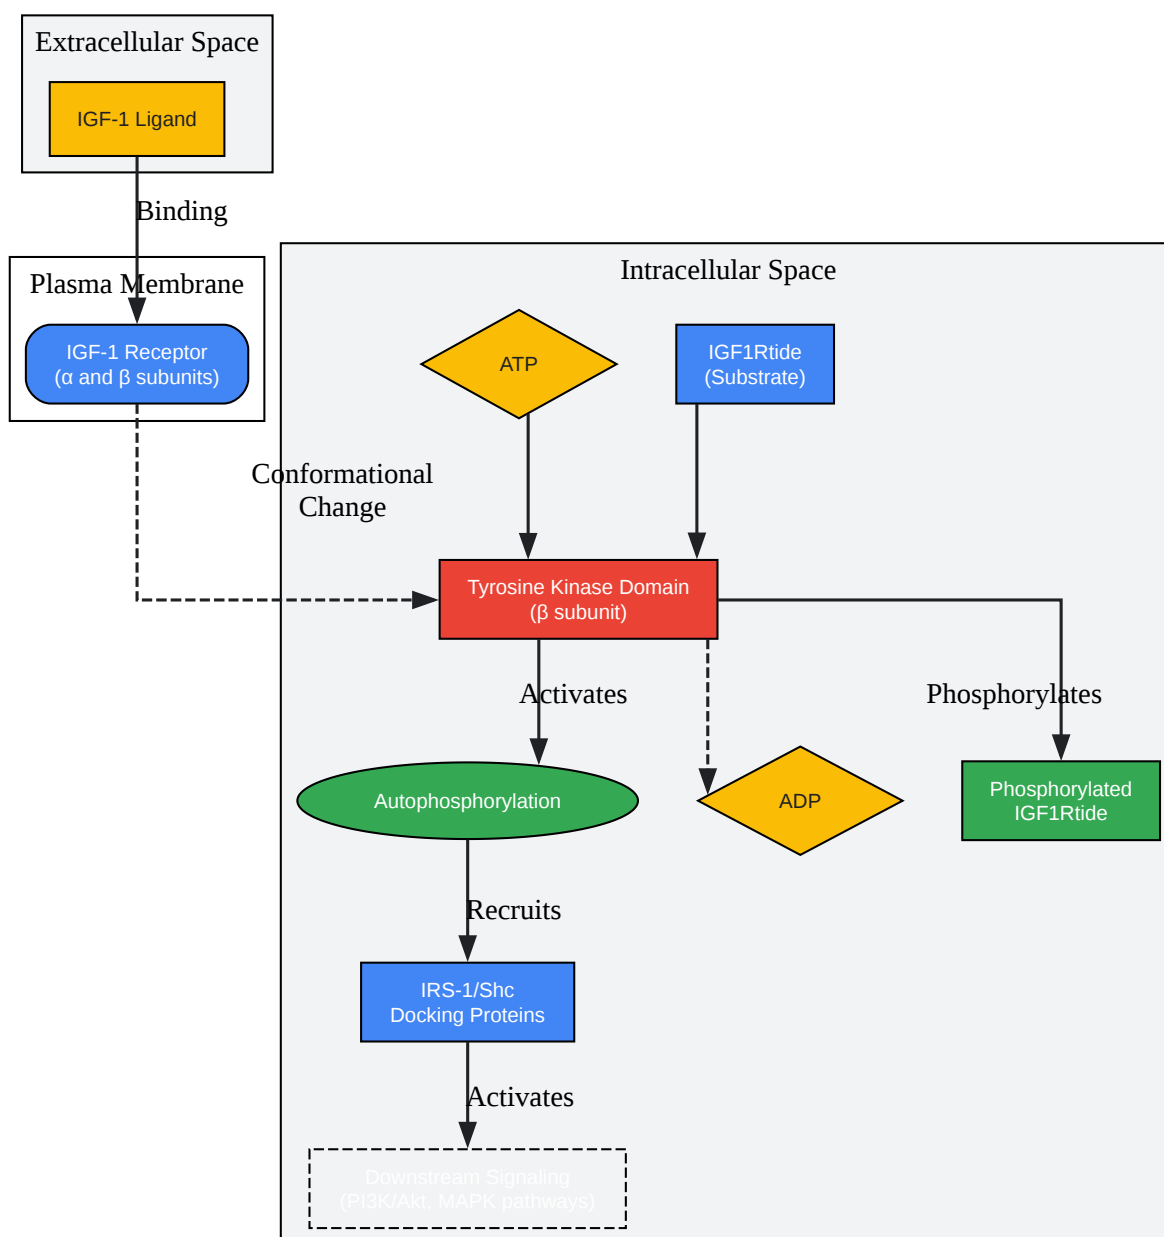 Extracellular Space
IGF-1 Ligand
Binding
Plasma Membrane
IGF-1 Receptor
(α and β subunits)
Intracellular Space
ATP
IGF1Rtide
(Substrate)
Conformational
Change
Tyrosine Kinase Domain
(β subunit)
Activates
Phosphorylates
Autophosphorylation
ADP
Phosphorylated
IGF1Rtide
Recruits
IRS-1/Shc
Docking Proteins
Activates
Downstream Signaling
(PI3K/Akt, MAPK pathways)